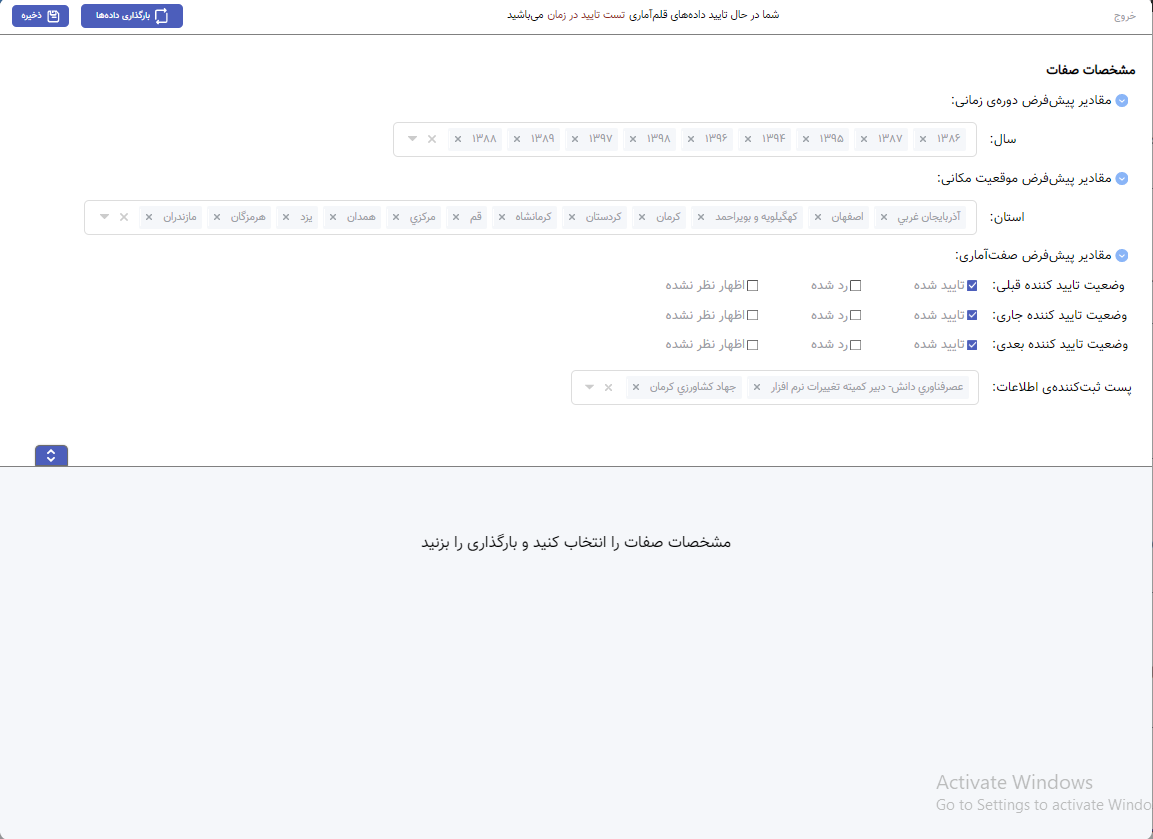 خروج
شما در حال تایید داده‌های قلم‌آماری تست تایید در زمان می‌باشید
بارگذاری داده‌ها
ذخیره
مشخصات صفات
مقادیر پیش‌فرض دوره‌ی زمانی:
سال: ۱۳۸۶ × ۱۳۸۷ × ۱۳۹۵ × ۱۳۹۴ × ۱۳۹۶ × ۱۳۹۸ × ۱۳۹۷ × ۱۳۸۹ × ۱۳۸۸ ×
مقادیر پیش‌فرض موقعیت مکانی:
استان: آذربایجان غربي × اصفهان × کهگیلویه و بویراحمد × کرمان × کردستان × کرمانشاه × قم × مرکزي × همدان × یزد × هرمزگان × مازندران ×
مقادیر پیش‌فرض صفت‌آماری:
وضعیت تایید کننده قبلی: تایید شده رد شده اظهار نظر نشده
وضعیت تایید کننده جاری: تایید شده رد شده اظهار نظر نشده
وضعیت تایید کننده بعدی: تایید شده رد شده اظهار نظر نشده
پست ثبت‌کننده‌ی اطلاعات: عصرفناوري دانش- دبیر کمیته تغییرات نرم افزار × جهاد کشاورزي کرمان ×
مشخصات صفات را انتخاب کنید و بارگذاری را بزنید
Activate Windows
Go to Settings to activate Windo